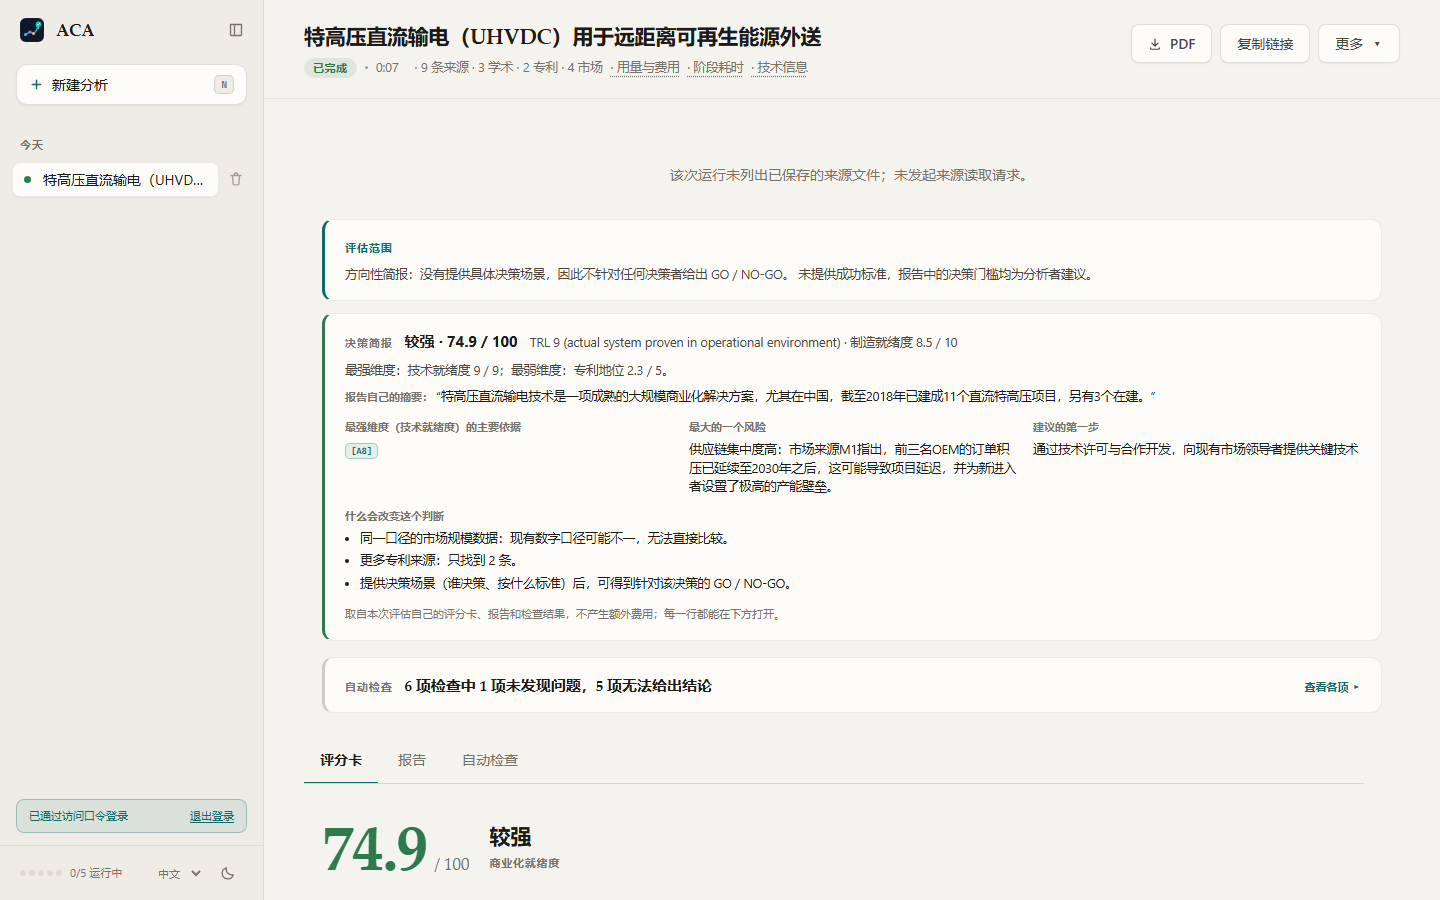 ACA
新建分析
N
今天
特高压直流输电（UHVD...
已通过访问口令登录
退出登录
0/5 运行中
中文
特高压直流输电（UHVDC）用于远距离可再生能源外送
已完成 · 0:07 · 9 条来源 · 3 学术 · 2 专利 · 4 市场 · 用量与费用 · 阶段耗时 · 技术信息
PDF
复制链接
更多
该次运行未列出已保存的来源文件；未发起来源读取请求。
评估范围
方向性简报：没有提供具体决策场景，因此不针对任何决策者给出 GO / NO-GO。 未提供成功标准，报告中的决策门槛均为分析者建议。
决策简报 较强 · 74.9 / 100 TRL 9 (actual system proven in operational environment) · 制造就绪度 8.5 / 10
最强维度：技术就绪度 9 / 9；最弱维度：专利地位 2.3 / 5。
报告自己的摘要：“特高压直流输电技术是一项成熟的大规模商业化解决方案，尤其在中国，截至2018年已建成11个直流特高压项目，另有3个在建。”
最强维度（技术就绪度）的主要依据
[A8]
最大的一个风险
供应链集中度高：市场来源M1指出，前三名OEM的订单积
压已延续至2030年之后，这可能导致项目延迟，并为新进入
者设置了极高的产能壁垒。
建议的第一步
通过技术许可与合作开发，向现有市场领导者提供关键技术
什么会改变这个判断
• 同一口径的市场规模数据：现有数字口径可能不一，无法直接比较。
• 更多专利来源：只找到 2 条。
• 提供决策场景（谁决策、按什么标准）后，可得到针对该决策的 GO / NO-GO。
取自本次评估自己的评分卡、报告和检查结果，不产生额外费用；每一行都能在下方打开。
自动检查 6 项检查中 1 项未发现问题，5 项无法给出结论
查看各项
评分卡
报告
自动检查
74.9 / 100
较强
商业化就绪度